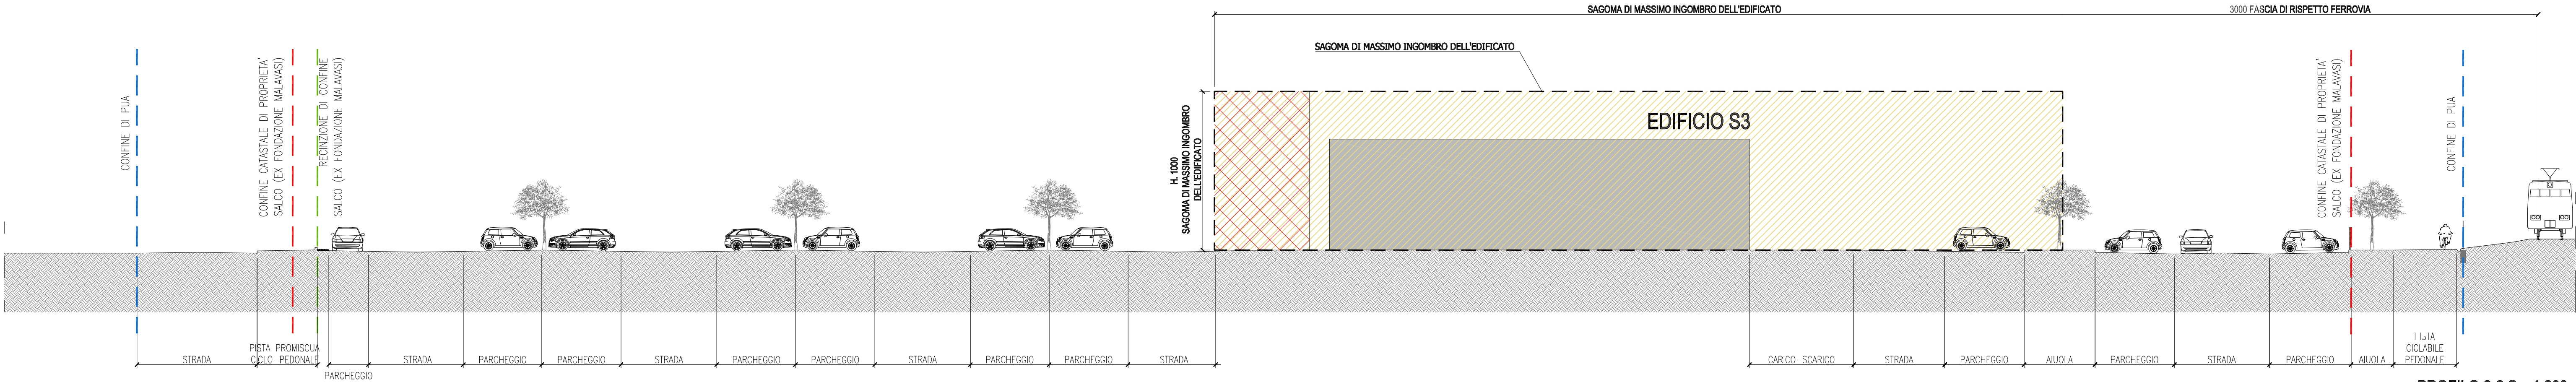 SAGOMA DI MASSIMO INGOMBRO DELL'EDIFICATO
3000 FASCIA DI RISPETTO FERROVIA
SAGOMA DI MASSIMO INGOMBRO DELL'EDIFICATO
CONFINE DI PUA
CONFINE CATASTALE DI PROPRIETA'
SALCO (EX FONDAZIONE MALAVASI)
RECINZIONE DI CONFINE
SALCO (EX FONDAZIONE MALAVASI)
H. 1000
SAGOMA DI MASSIMO INGOMBRO
DELL'EDIFICATO
EDIFICIO S3
CONFINE CATASTALE DI PROPRIETA'
SALCO (EX FONDAZIONE MALAVASI)
CONFINE DI PUA
STRADA
PISTA PROMISCUA
CICLO-PEDONALE
PARCHEGGIO
STRADA
PARCHEGGIO
PARCHEGGIO
STRADA
PARCHEGGIO
PARCHEGGIO
STRADA
PARCHEGGIO
PARCHEGGIO
STRADA
CARICO-SCARICO
STRADA
PARCHEGGIO
AIUOLA
PARCHEGGIO
STRADA
PARCHEGGIO
AIUOLA
CICLABILE
PEDONALE